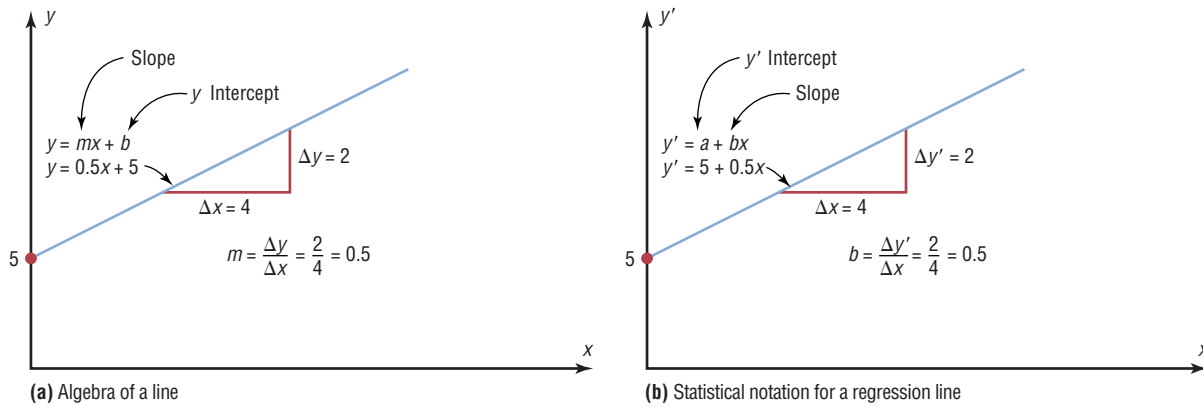 y
Slope
y Intercept
y = mx + b
y = 0.5x + 5
Δy = 2
Δx = 4
m = Δy/Δx = 2/4 = 0.5
5
x
(a) Algebra of a line
y′
y′ Intercept
Slope
y′ = a + bx
y′ = 5 + 0.5x
Δy′ = 2
Δx = 4
b = Δy′/Δx = 2/4 = 0.5
5
x
(b) Statistical notation for a regression line